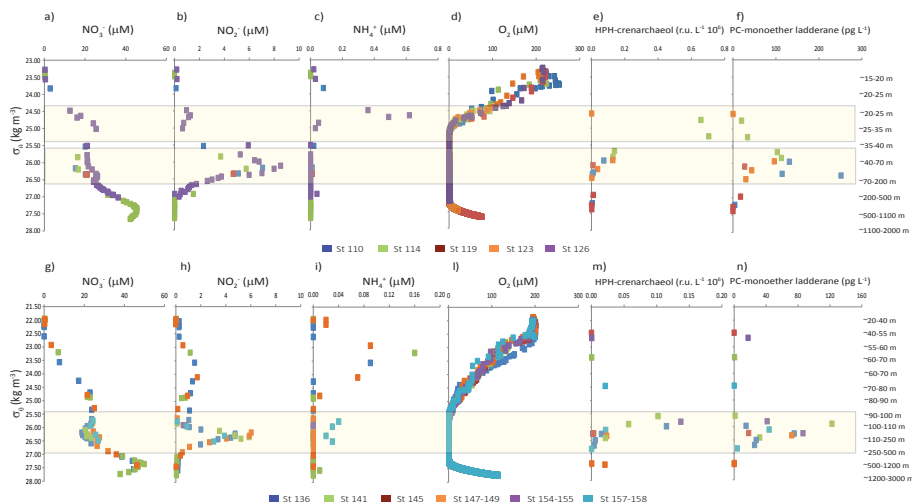 a) b) c) d) e) f)
NO₃⁻ (μM) NO₂⁻ (μM) NH₄⁺ (μM) O₂ (μM) HPH-crenarchaeol (r.u. L⁻¹ 10⁶) PC-monoether ladderane (pg L⁻¹)
0 20 40 60 0 2 4 6 8 10 0.0 0.2 0.4 0.6 0.8 0 100 200 300 0 0.2 0.4 0.6 0.8 0 100 200 300
23.00
23.50 ~15-20 m
24.00 ~20-25 m
24.50 ~20-25 m
25.00 ~25-35 m
25.50 ~35-40 m
26.00 ~40-70 m
26.50 ~70-200 m
27.00 ~200-500 m
27.50 ~500-1100 m
28.00 ~1100-2000 m
σθ (kg m⁻³)
St 110 St 114 St 119 St 123 St 126
g) h) i) l) m) n)
NO₃⁻ (μM) NO₂⁻ (μM) NH₄⁺ (μM) O₂ (μM) HPH-crenarchaeol (r.u. L⁻¹ 10⁶) PC-monoether ladderane (pg L⁻¹)
0 20 40 60 0 2 4 6 8 10 0.00 0.04 0.08 0.12 0.16 0.20 0 100 200 300 0 0.05 0.1 0.15 0.2 0 40 80 120 160
21.50
22.00 ~20-40 m
22.50 ~40-55 m
23.00 ~55-60 m
23.50 ~60-70 m
24.00 ~60-70 m
24.50 ~70-80 m
25.00 ~80-90 m
25.50 ~90-100 m
26.00 ~100-110 m
26.50 ~110-250 m
27.00 ~250-500 m
27.50 ~500-1200 m
28.00 ~1200-3000 m
σθ (kg m⁻³)
St 136 St 141 St 145 St 147-149 St 154-155 St 157-158